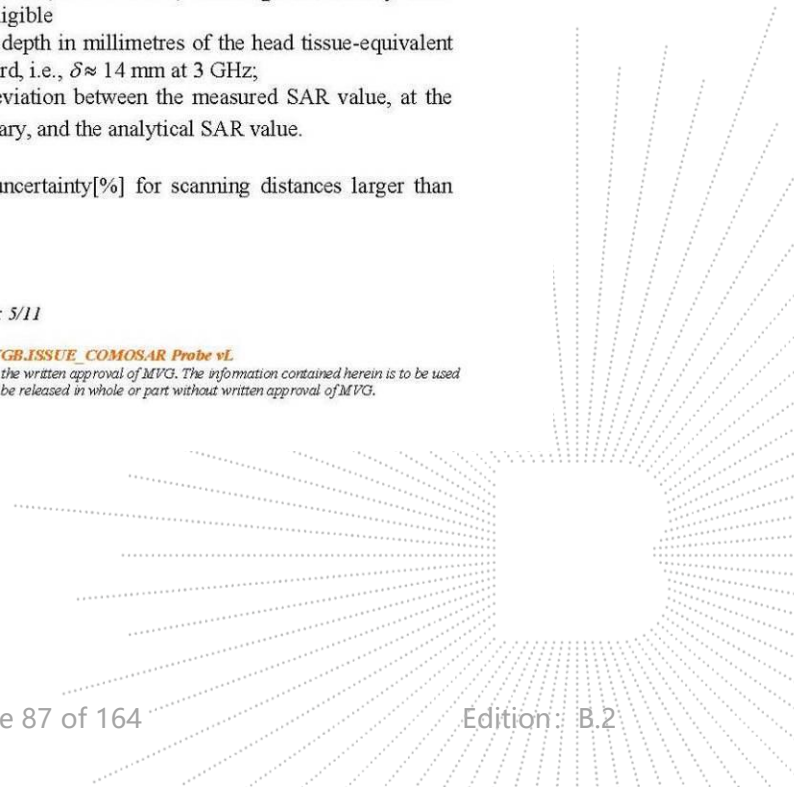 igible
depth in millimetres of the head tissue-equivalent
rd, i.e., δ≈ 14 mm at 3 GHz;
eviation between the measured SAR value, at the
ary, and the analytical SAR value.
ncertainty[%] for scanning distances larger than
: 5/11
GB.ISSUE_COMOSAR Probe vL
the written approval of MVG. The information contained herein is to be used
be released in whole or part without written approval of MVG.
e 87 of 164
Edition: B.2